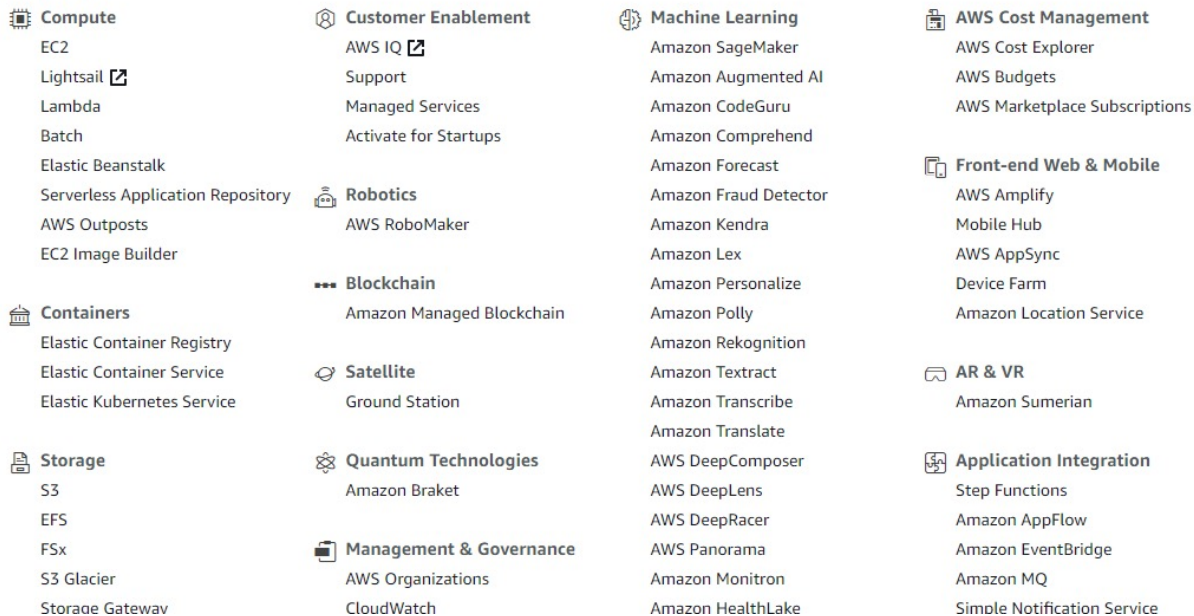 Compute
EC2
Lightsail
Lambda
Batch
Elastic Beanstalk
Serverless Application Repository
AWS Outposts
EC2 Image Builder
Containers
Elastic Container Registry
Elastic Container Service
Elastic Kubernetes Service
Storage
S3
EFS
FSx
S3 Glacier
Storage Gateway
Customer Enablement
AWS IQ
Support
Managed Services
Activate for Startups
Robotics
AWS RoboMaker
Blockchain
Amazon Managed Blockchain
Satellite
Ground Station
Quantum Technologies
Amazon Braket
Management & Governance
AWS Organizations
CloudWatch
Machine Learning
Amazon SageMaker
Amazon Augmented AI
Amazon CodeGuru
Amazon Comprehend
Amazon Forecast
Amazon Fraud Detector
Amazon Kendra
Amazon Lex
Amazon Personalize
Amazon Polly
Amazon Rekognition
Amazon Textract
Amazon Transcribe
Amazon Translate
AWS DeepComposer
AWS DeepLens
AWS DeepRacer
AWS Panorama
Amazon Monitron
Amazon HealthLake
AWS Cost Management
AWS Cost Explorer
AWS Budgets
AWS Marketplace Subscriptions
Front-end Web & Mobile
AWS Amplify
Mobile Hub
AWS AppSync
Device Farm
Amazon Location Service
AR & VR
Amazon Sumerian
Application Integration
Step Functions
Amazon AppFlow
Amazon EventBridge
Amazon MQ
Simple Notification Service